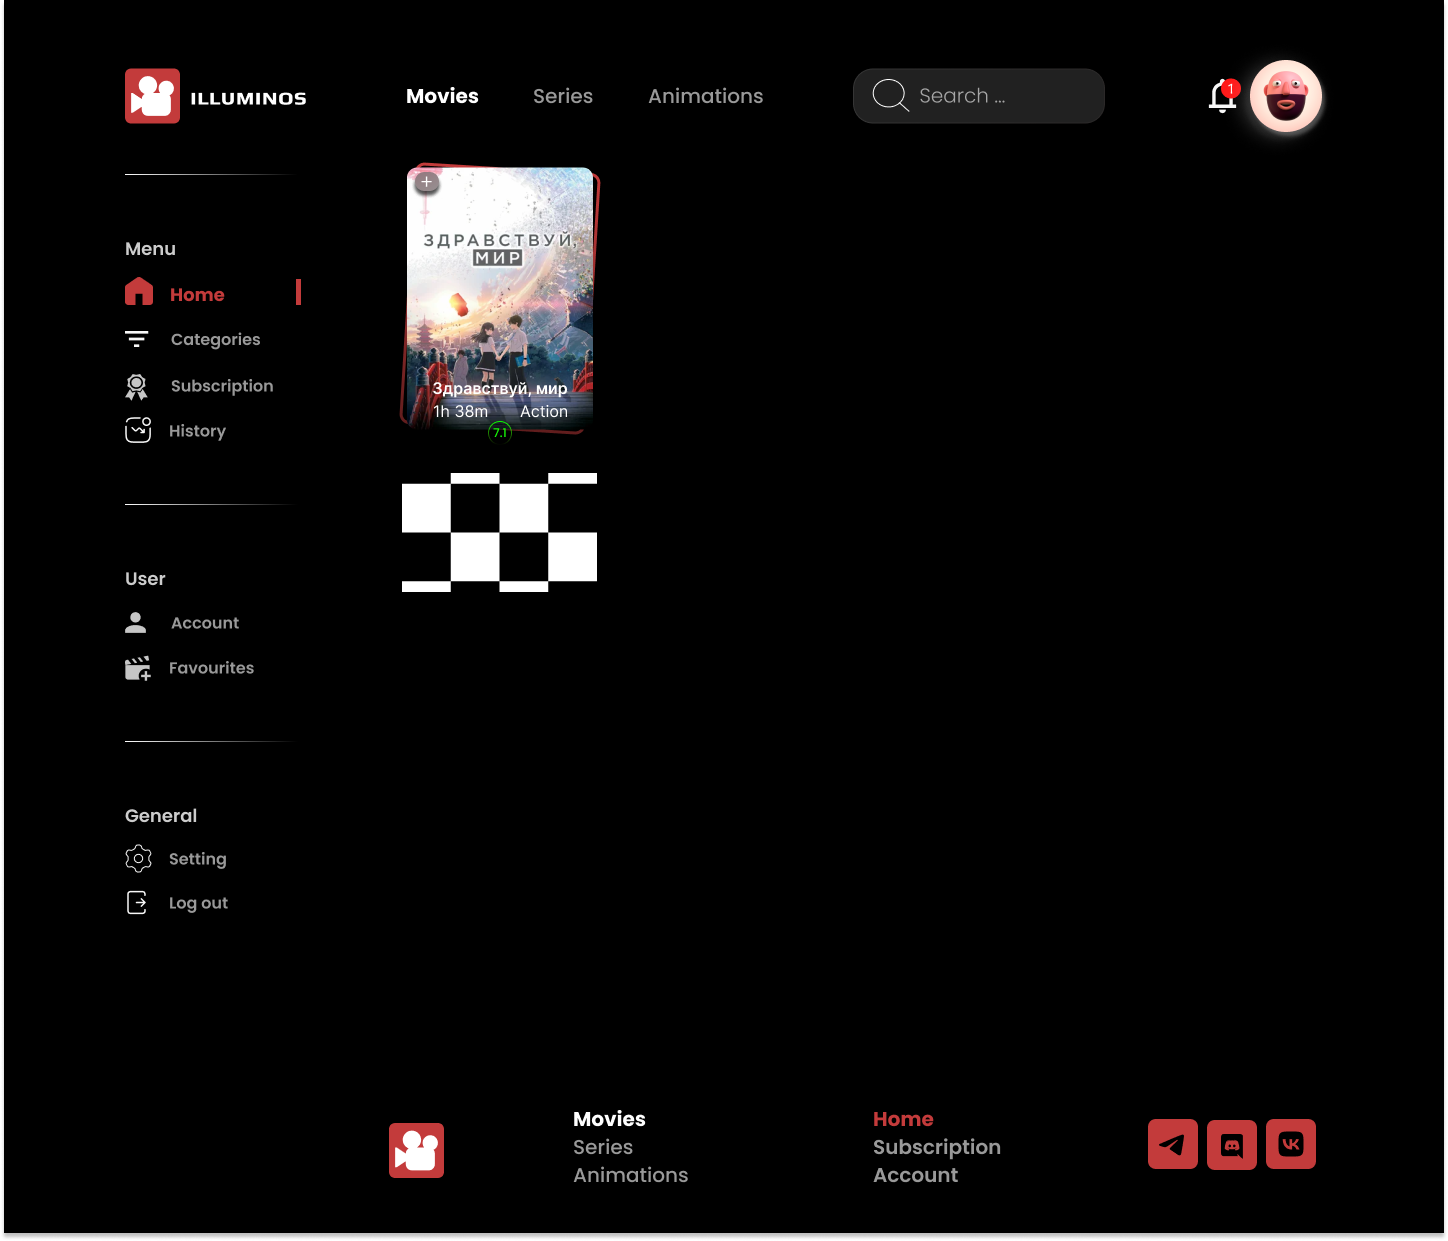 ILLUMINOS
Movies
Series
Animations
Search ...
1
Menu
Home
Categories
Subscription
History
User
Account
Favourites
General
Setting
Log out
ЗДРАВСТВУЙ,
МИР
Здравствуй, мир
1h 38m
Action
7.1
Movies
Series
Animations
Home
Subscription
Account